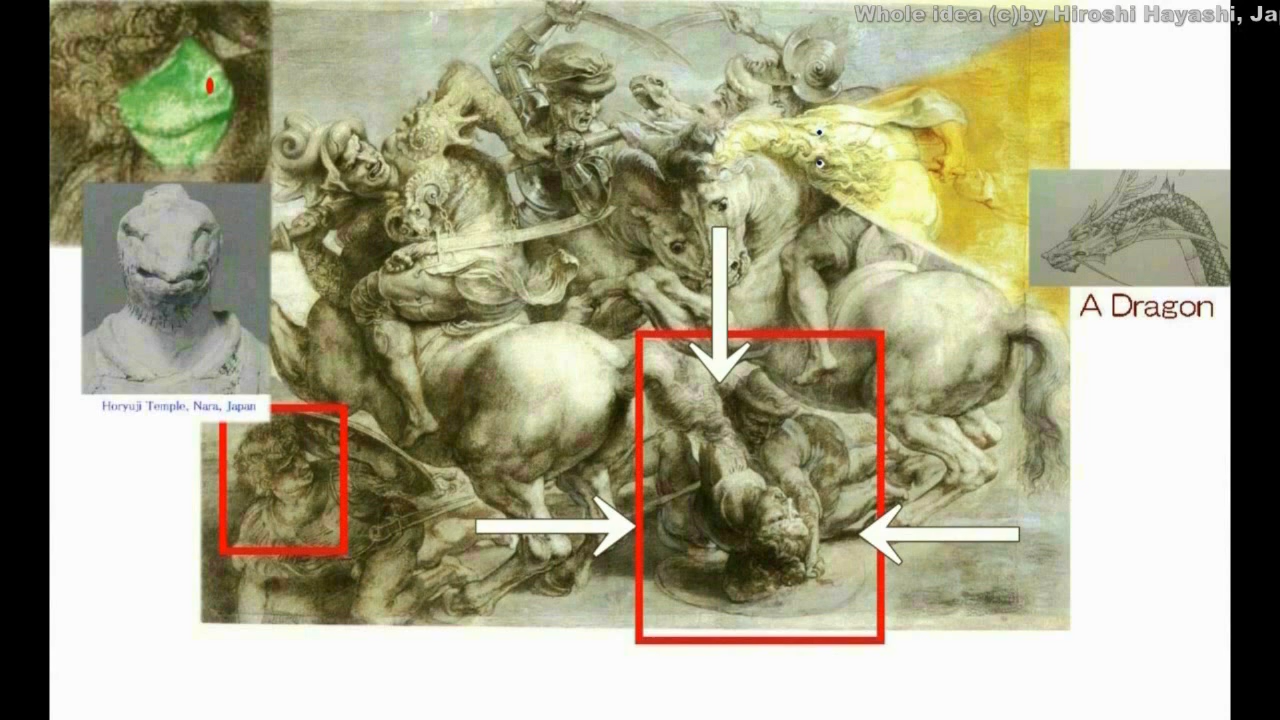 Whole idea (c)by Hiroshi Hayashi, Ja
A Dragon
Horyuji Temple, Nara, Japan